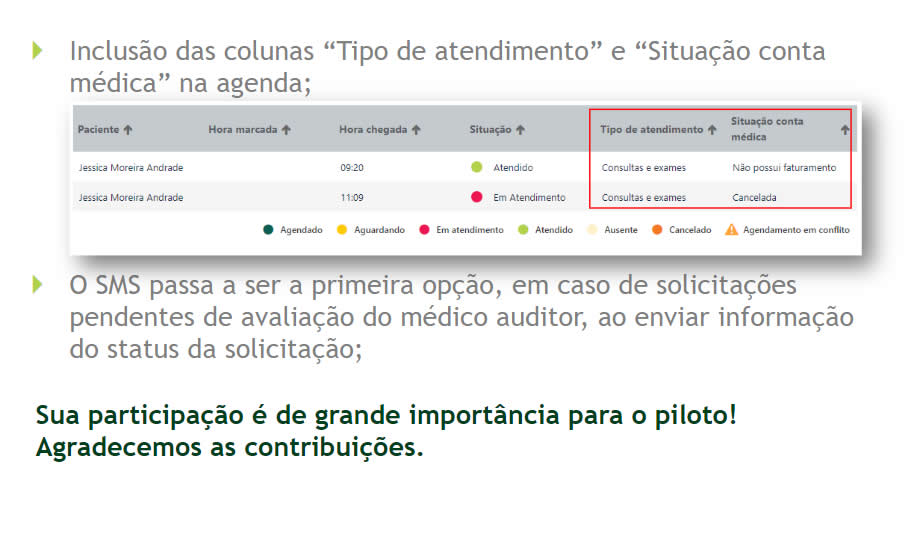 Inclusão das colunas “Tipo de atendimento” e “Situação conta
médica” na agenda;
Paciente Hora marcada Hora chegada Situação Tipo de atendimento Situação conta médica
Jessica Moreira Andrade 09:20 Atendido Consultas e exames Não possui faturamento
Jessica Moreira Andrade 11:09 Em Atendimento Consultas e exames Cancelada
Agendado Aguardando Em atendimento Atendido Ausente Cancelado Agendamento em conflito
O SMS passa a ser a primeira opção, em caso de solicitações
pendentes de avaliação do médico auditor, ao enviar informação
do status da solicitação;
Sua participação é de grande importância para o piloto!
Agradecemos as contribuições.